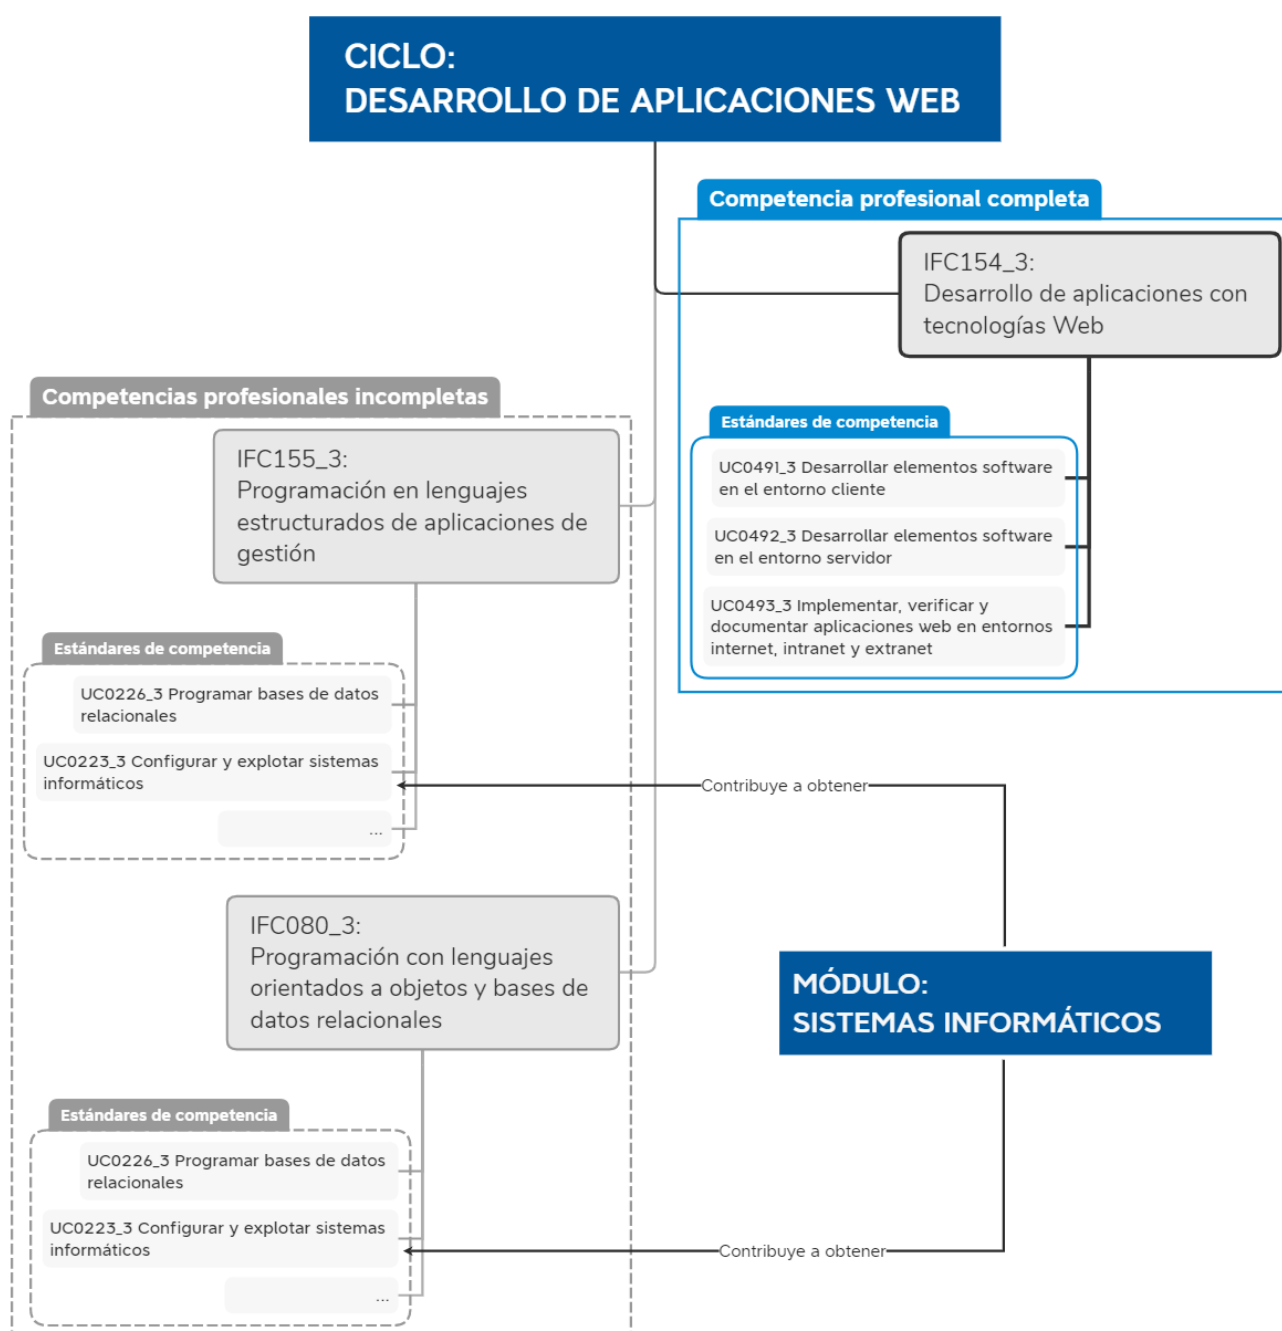 CICLO:
DESARROLLO DE APLICACIONES WEB
Competencia profesional completa
IFC154_3:
Desarrollo de aplicaciones con
tecnologías Web
Estándares de competencia
UC0491_3 Desarrollar elementos software
en el entorno cliente
UC0492_3 Desarrollar elementos software
en el entorno servidor
UC0493_3 Implementar, verificar y
documentar aplicaciones web en entornos
internet, intranet y extranet
Competencias profesionales incompletas
IFC155_3:
Programación en lenguajes
estructurados de aplicaciones de
gestión
Estándares de competencia
UC0226_3 Programar bases de datos
relacionales
UC0223_3 Configurar y explotar sistemas
informáticos
...
Contribuye a obtener
IFC080_3:
Programación con lenguajes
orientados a objetos y bases de
datos relacionales
MÓDULO:
SISTEMAS INFORMÁTICOS
Estándares de competencia
UC0226_3 Programar bases de datos
relacionales
UC0223_3 Configurar y explotar sistemas
informáticos
...
Contribuye a obtener